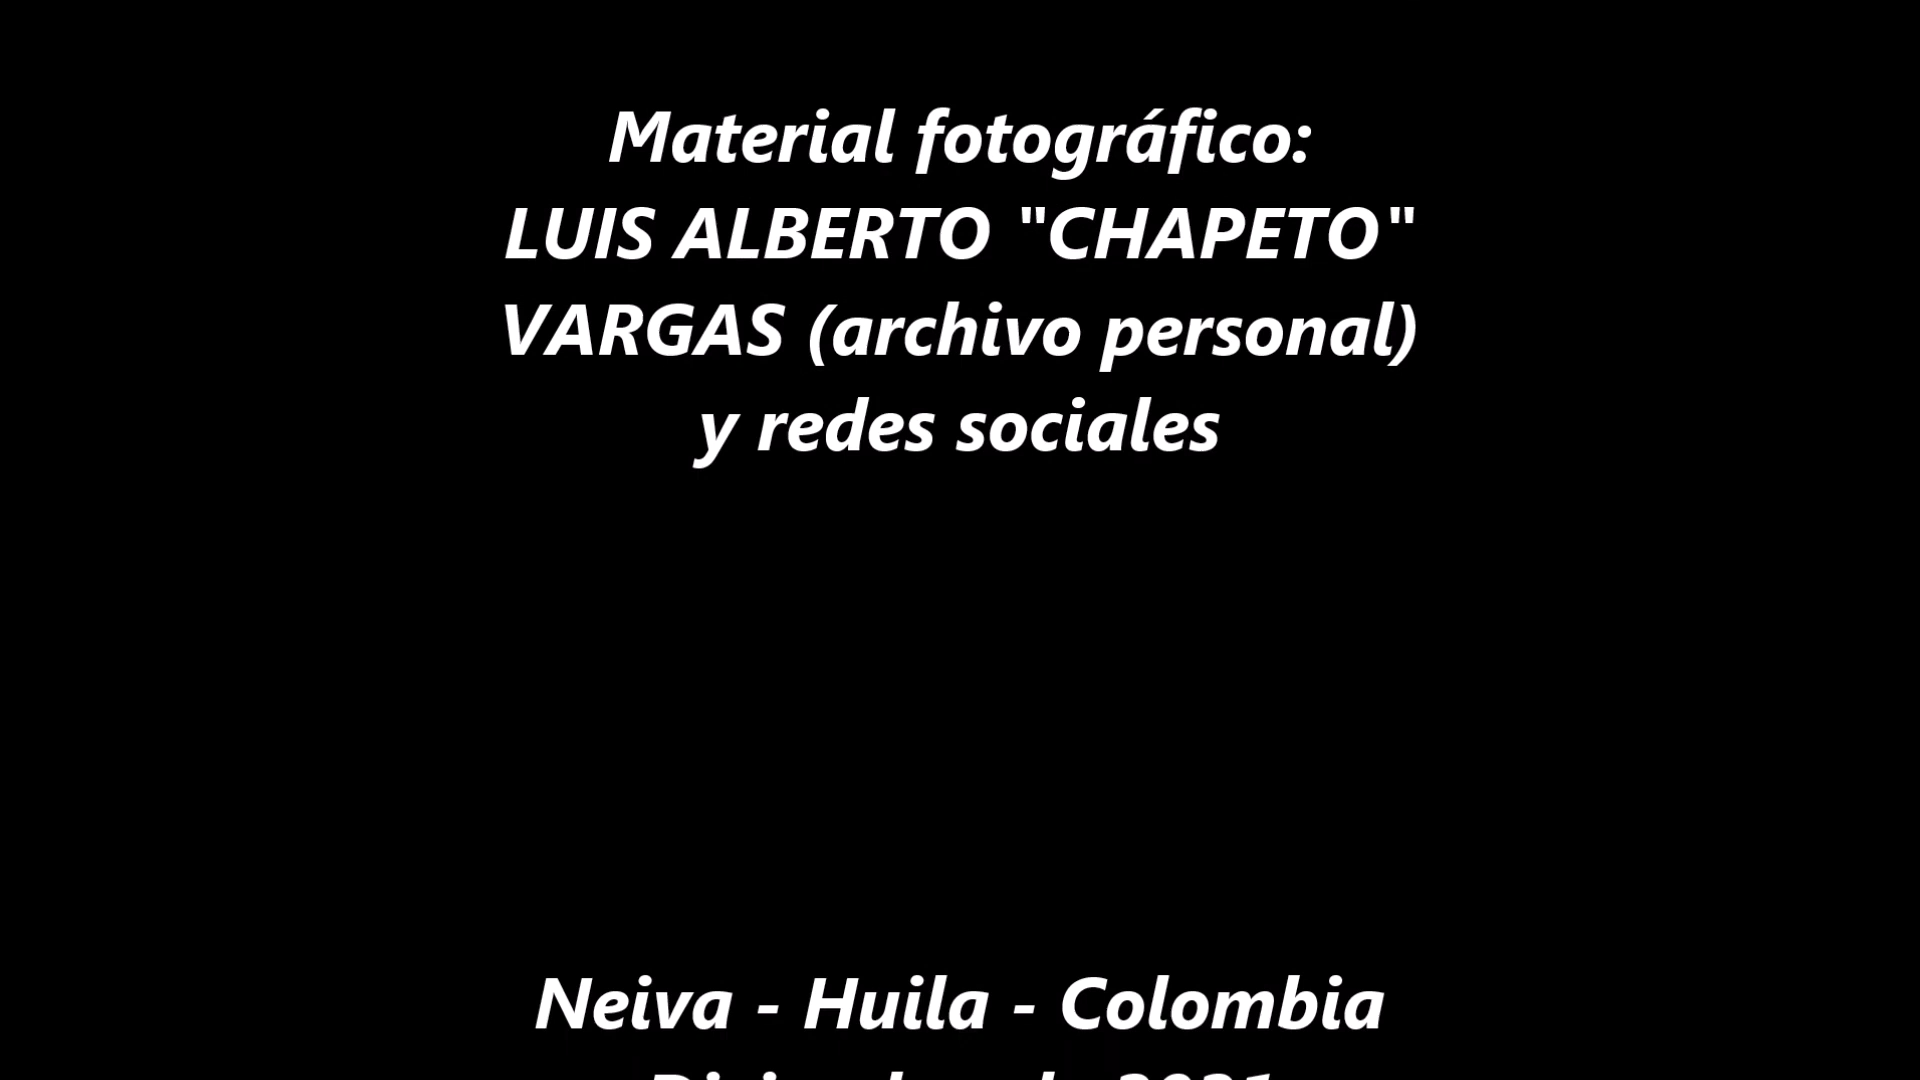 Material fotográfico:
LUIS ALBERTO "CHAPETO"
VARGAS (archivo personal)
y redes sociales
Neiva - Huila - Colombia